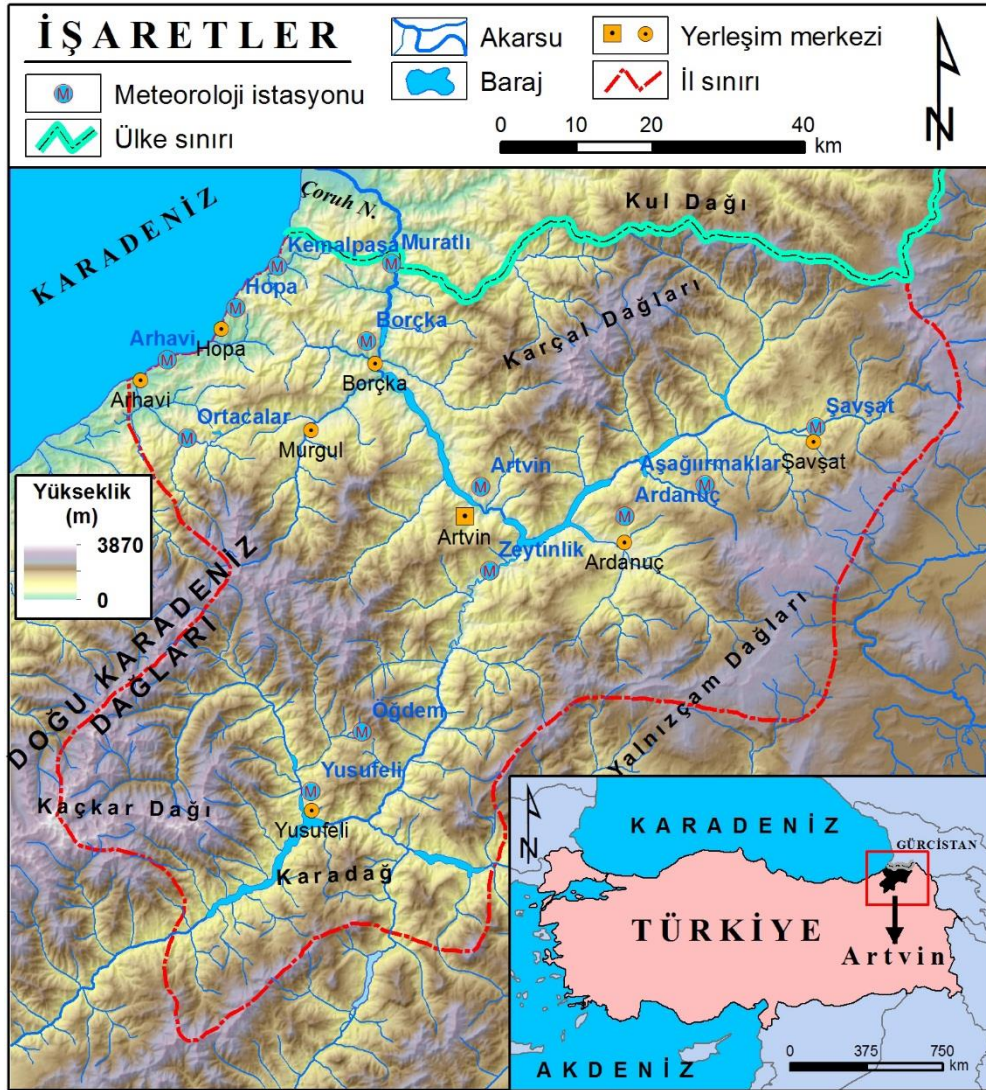 İŞARETLER
Meteoroloji istasyonu
Ülke sınırı
Akarsu
Baraj
Yerleşim merkezi
İl sınırı
0 10 20 40
km
N
KARADENİZ
Çoruh N.
Kul Dağı
Kemalpaşa
Muratlı
Hopa
Hopa
Arhavi
Arhavi
Borçka
Borçka
Karçal Dağları
Ortacalar
Murgul
Şavşat
Şavşat
Artvin
Artvin
Aşağıırmaklar
Ardanuç
Ardanuç
Zeytinlik
Yükseklik
(m)
3870
0
DOĞU KARADENİZ
DAĞLARI
Yalnızçam Dağları
Öğdem
Yusufeli
Yusufeli
Kaçkar Dağı
Karadağ
N
KARADENİZ
GÜRCİSTAN
TÜRKİYE
Artvin
AKDENİZ
0 375 750
km
M
M
M
M
M
M
M
M
M
M
M
M
M